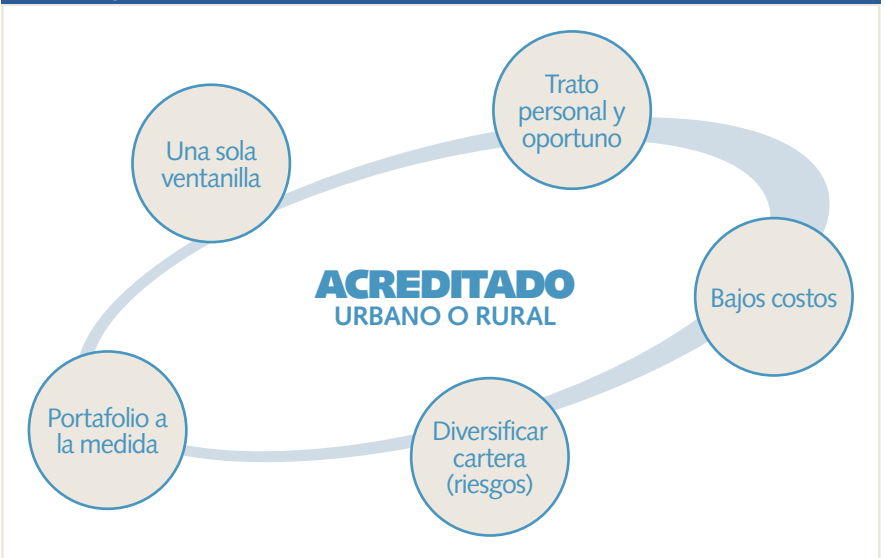 Trato
personal y
oportuno
Una sola
ventanilla
ACREDITADO
URBANO O RURAL
Bajos costos
Portafolio a
la medida
Diversificar
cartera
(riesgos)